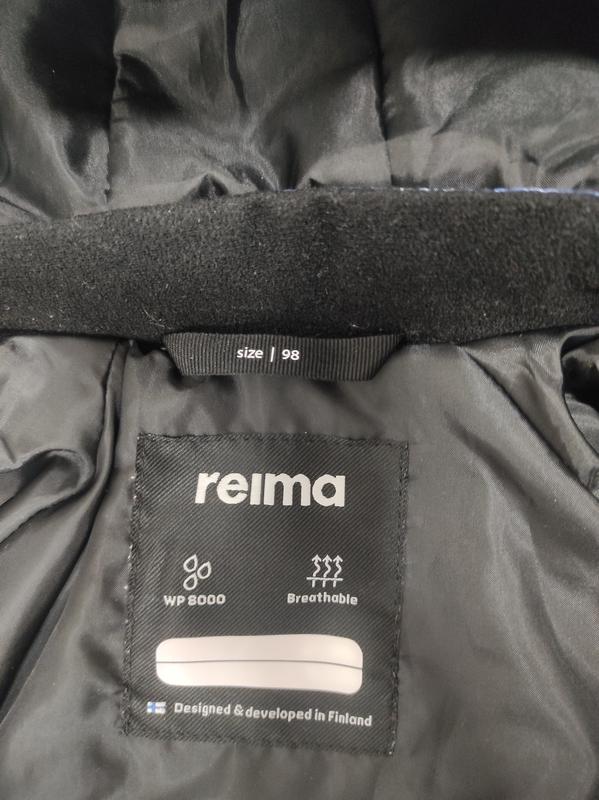 size | 98
reima
WP 8000
Breathable
Designed & developed in Finland